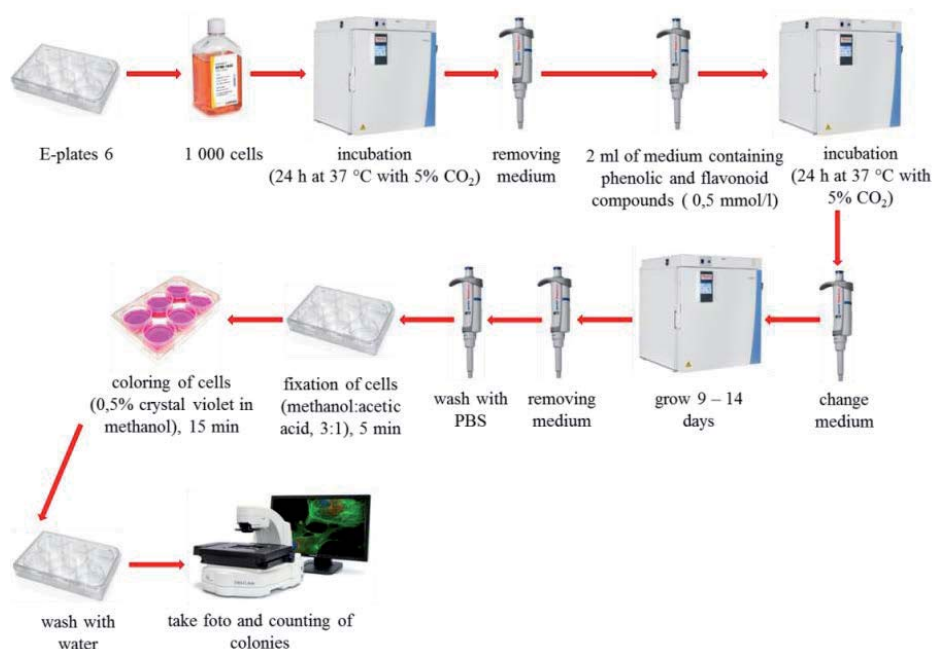 E-plates 6
1 000 cells
incubation
(24 h at 37 °C with 5% CO₂)
removing
medium
2 ml of medium containing
phenolic and flavonoid
compounds ( 0,5 mmol/l)
incubation
(24 h at 37 °C with
5% CO₂)
coloring of cells
(0,5% crystal violet in
methanol), 15 min
fixation of cells
(methanol:acetic
acid, 3:1), 5 min
wash with
PBS
removing
medium
grow 9 – 14
days
change
medium
wash with
water
take foto and counting of
colonies